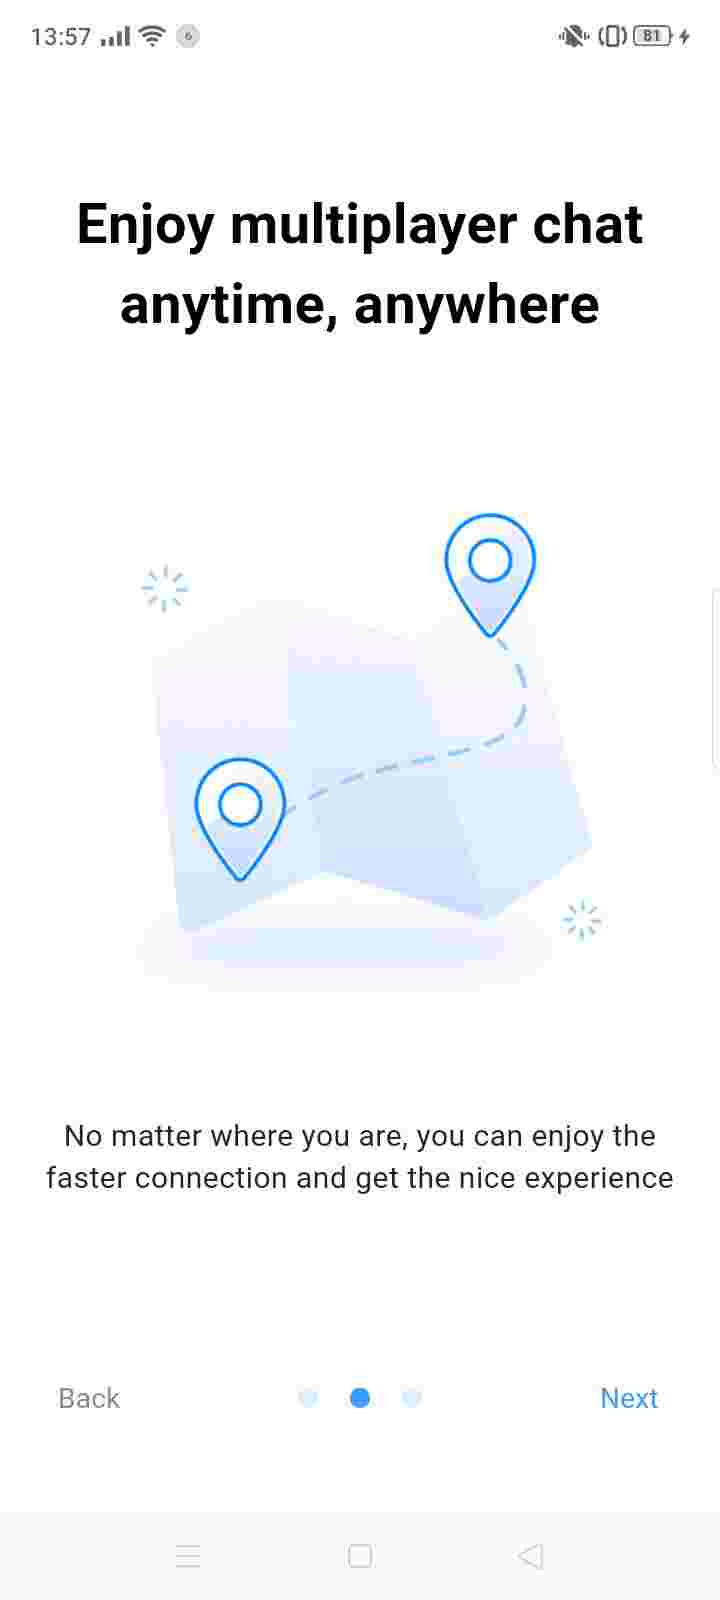 13:57 6 81
Enjoy multiplayer chat
anytime, anywhere
No matter where you are, you can enjoy the
faster connection and get the nice experience
Back Next